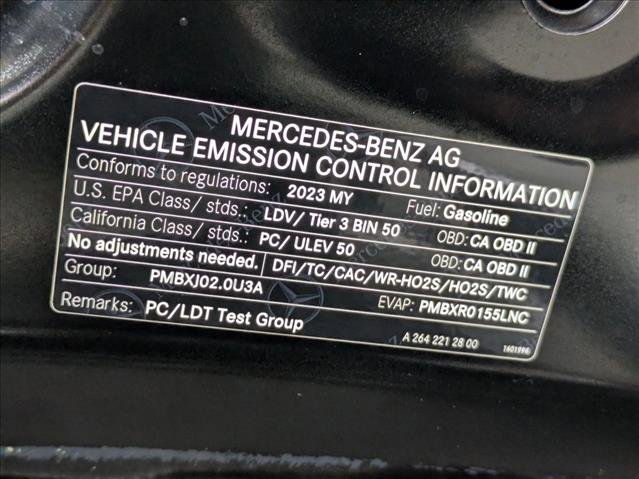 MERCEDES-BENZ AG
VEHICLE EMISSION CONTROL INFORMATION
Conforms to regulations: 2023 MY Fuel: Gasoline
U.S. EPA Class/ stds.: LDV/ Tier 3 BIN 50 OBD: CA OBD II
California Class/ stds.: PC/ ULEV 50 OBD: CA OBD II
No adjustments needed. DFI/TC/CAC/WR-HO2S/HO2S/TWC
Group: PMBXJ02.0U3A EVAP: PMBXR0155LNC
Remarks: PC/LDT Test Group
A 264 221 28 00